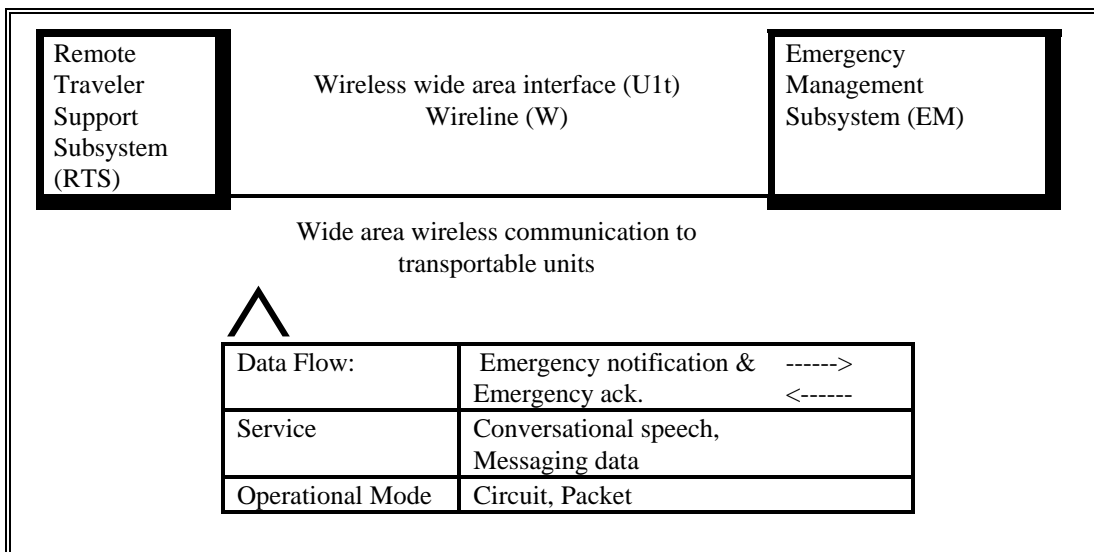 Remote
Traveler
Support
Subsystem
(RTS)
Wireless wide area interface (U1t)
Wireline (W)
Emergency
Management
Subsystem (EM)
Wide area wireless communication to
transportable units
Data Flow: Emergency notification & ------>
Emergency ack. <------
Service Conversational speech,
Messaging data
Operational Mode Circuit, Packet